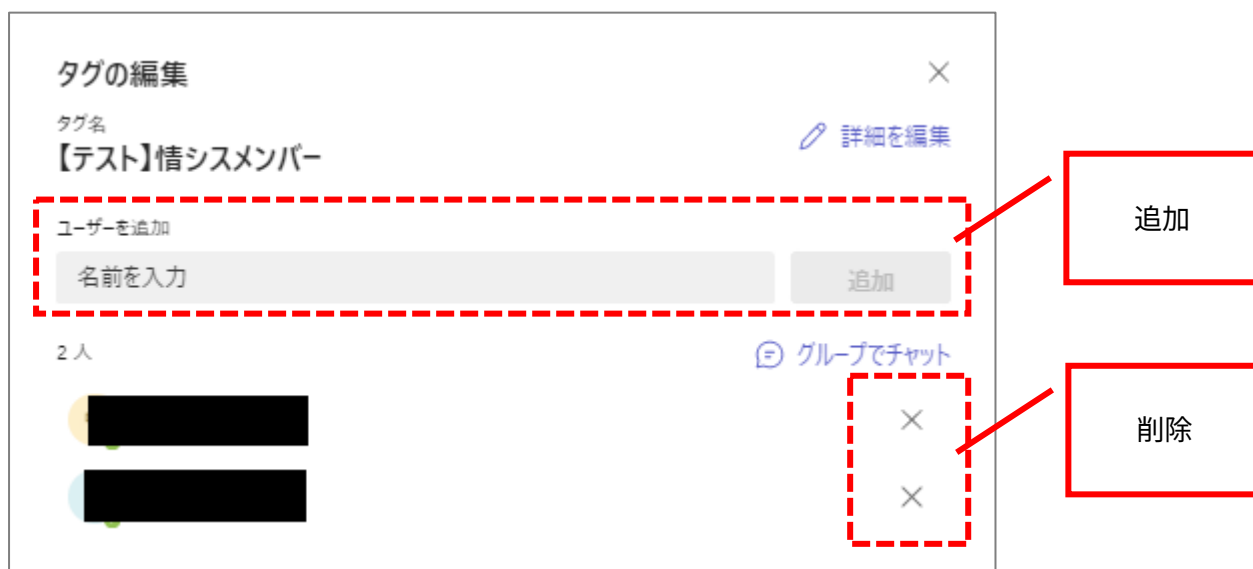 タグの編集
タグ名
【テスト】情シスメンバー
詳細を編集
ユーザーを追加
名前を入力
追加
追加
2 人
グループでチャット
削除